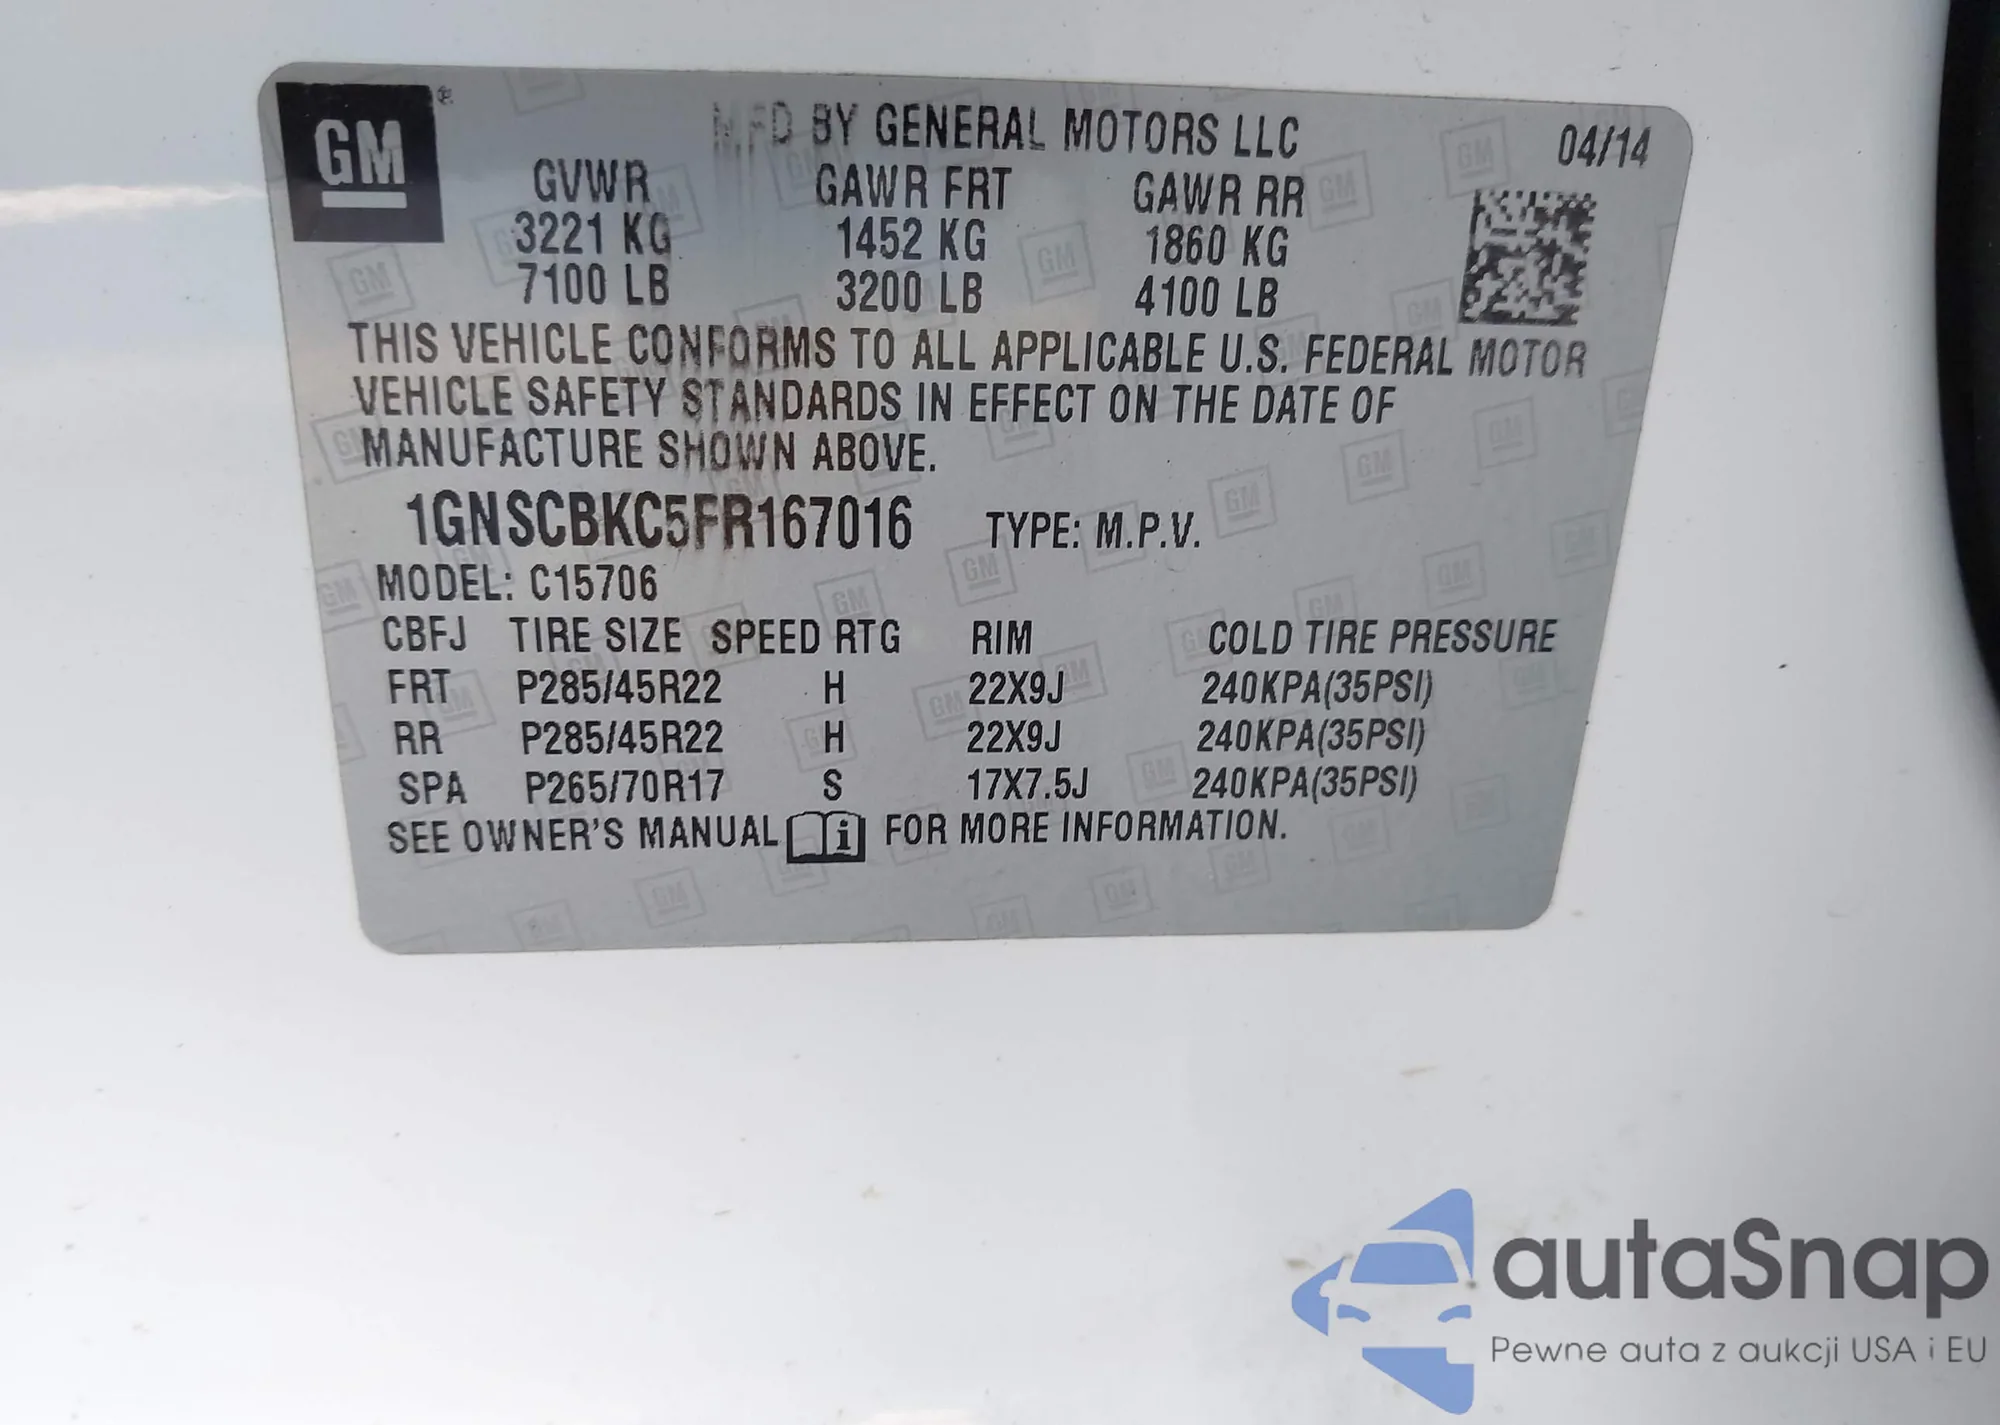 GM ®
MFD BY GENERAL MOTORS LLC 04/14
GVWR GAWR FRT GAWR RR
3221 KG 1452 KG 1860 KG
7100 LB 3200 LB 4100 LB
THIS VEHICLE CONFORMS TO ALL APPLICABLE U.S. FEDERAL MOTOR
VEHICLE SAFETY STANDARDS IN EFFECT ON THE DATE OF
MANUFACTURE SHOWN ABOVE.
1GNSCBKC5FR167016 TYPE: M.P.V.
MODEL: C15706
CBFJ TIRE SIZE SPEED RTG RIM COLD TIRE PRESSURE
FRT P285/45R22 H 22X9J 240KPA(35PSI)
RR P285/45R22 H 22X9J 240KPA(35PSI)
SPA P265/70R17 S 17X7.5J 240KPA(35PSI)
SEE OWNER'S MANUAL i FOR MORE INFORMATION.
autaSnap
Pewne auta z aukcji USA i EU